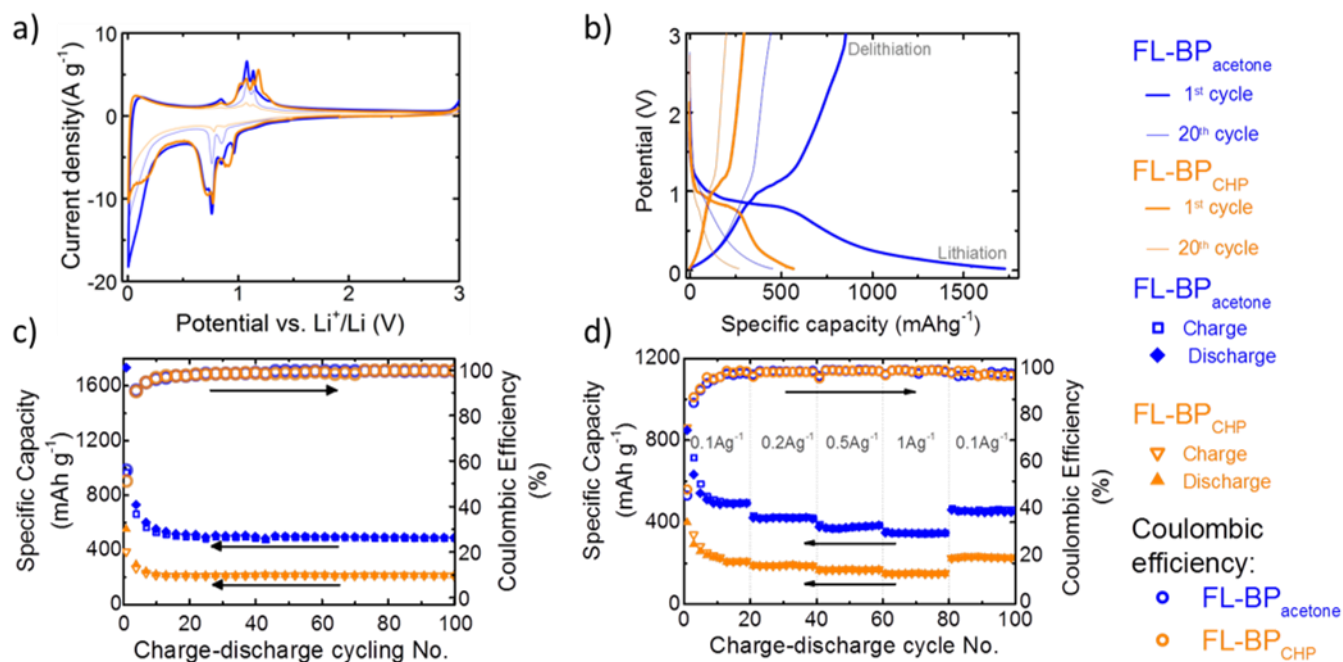 a)
Current density(A g⁻¹)
10
0
-10
-20
0
1
2
3
Potential vs. Li⁺/Li (V)
b)
Potential (V)
3
2
1
0
Delithiation
Lithiation
0
500
1000
1500
Specific capacity (mAhg⁻¹)
c)
Specific Capacity
(mAh g⁻¹)
1600
1200
800
400
0
100
80
60
40
20
0
Coulombic Efficiency
(%)
0
20
40
60
80
100
Charge-discharge cycling No.
d)
Specific Capacity
(mAh g⁻¹)
1200
1000
800
600
400
200
0
0.1Ag⁻¹
0.2Ag⁻¹
0.5Ag⁻¹
1Ag⁻¹
0.1Ag⁻¹
100
80
60
40
20
0
Coulombic Efficiency
(%)
0
20
40
60
80
100
Charge-discharge cycle No.
FL-BPacetone
1st cycle
20th cycle
FL-BPCHP
1st cycle
20th cycle
FL-BPacetone
Charge
Discharge
FL-BPCHP
Charge
Discharge
Coulombic
efficiency:
FL-BPacetone
FL-BPCHP